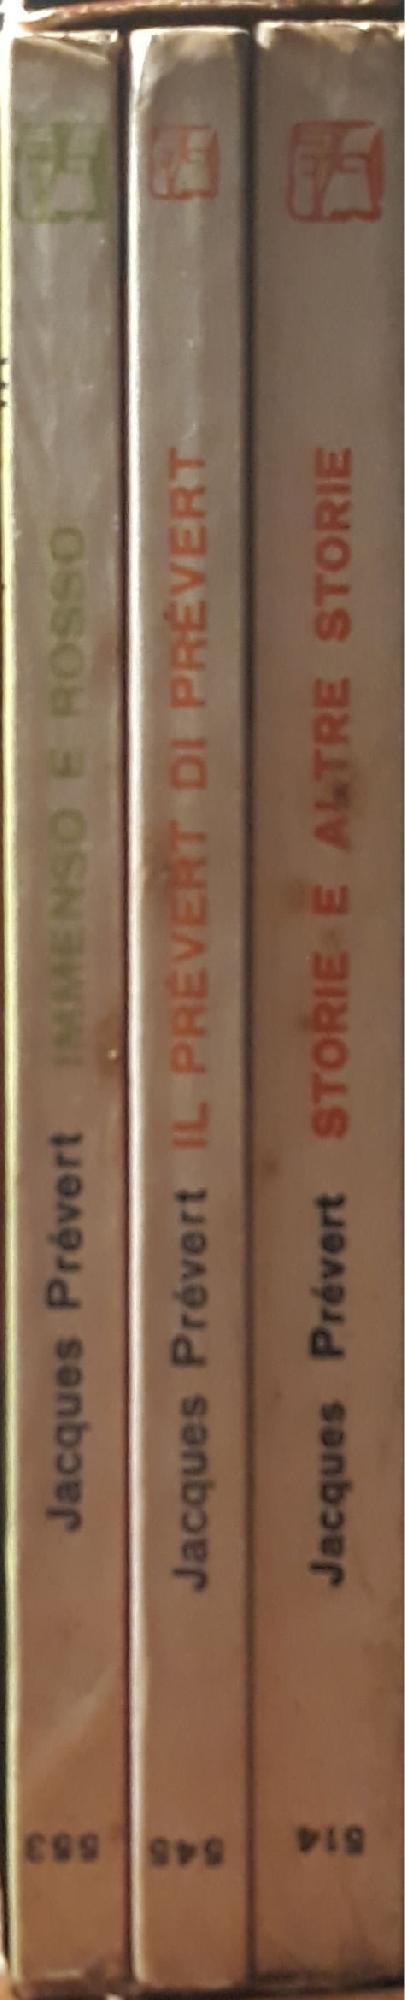 Jacques Prévert IMMENSO E ROSSO
553
Jacques Prévert IL PRÉVERT DI PRÉVERT
545
Jacques Prévert STORIE E ALTRE STORIE
514